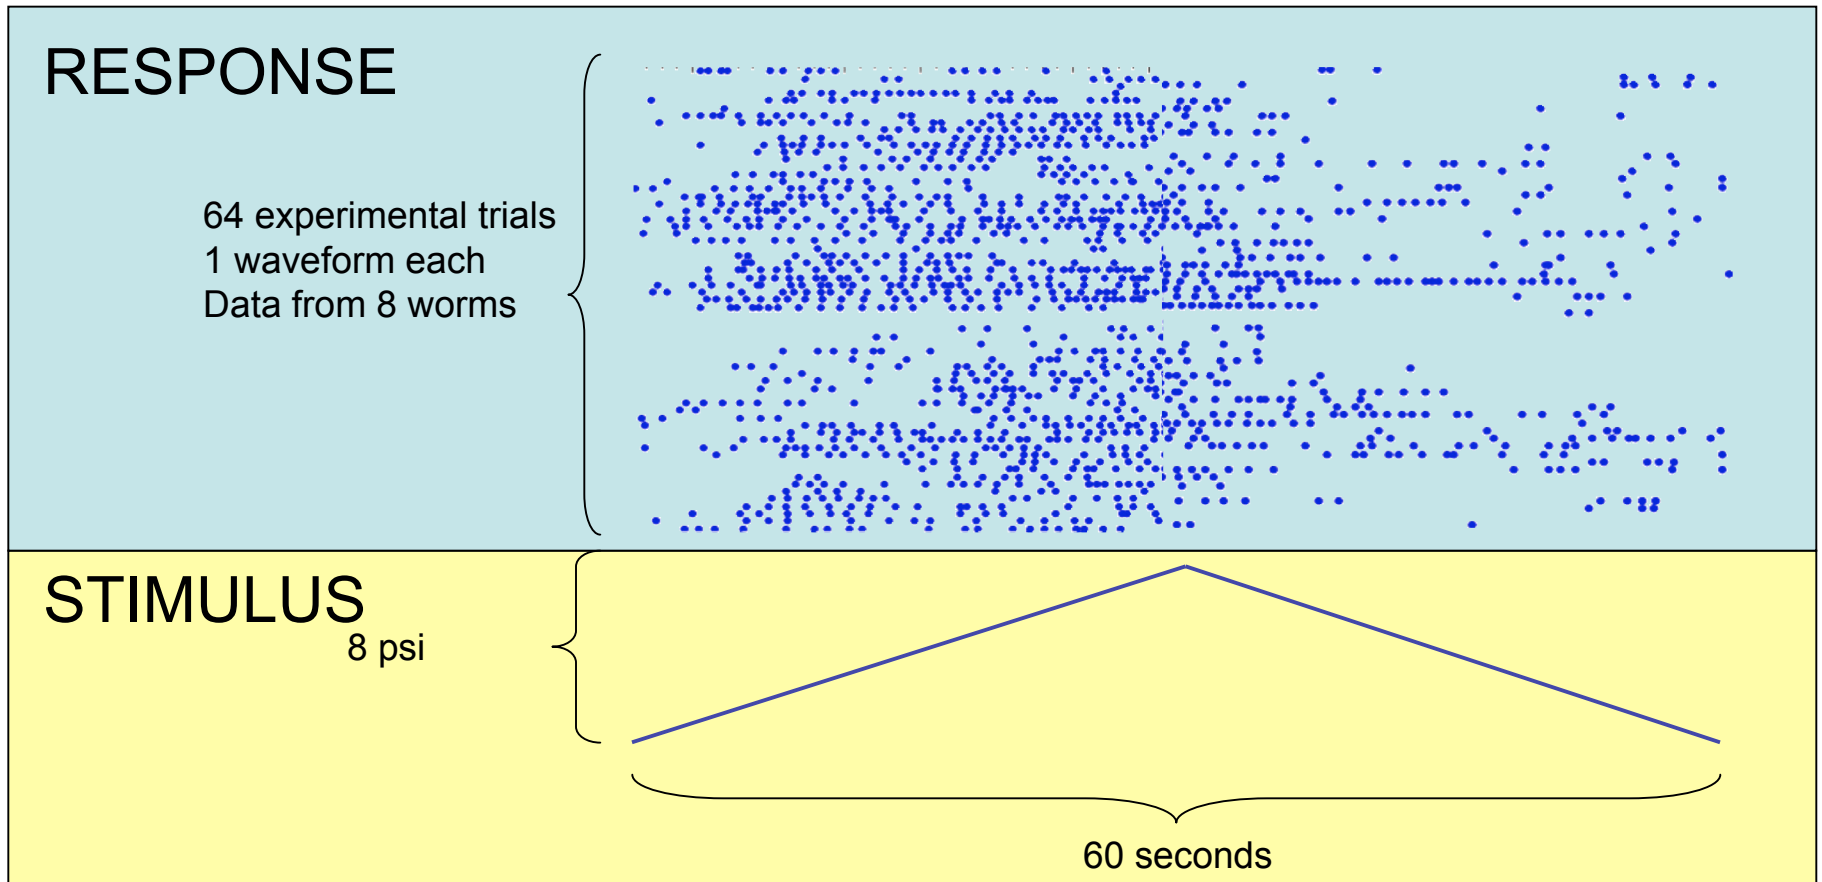 RESPONSE
64 experimental trials
1 waveform each
Data from 8 worms
STIMULUS
8 psi
60 seconds